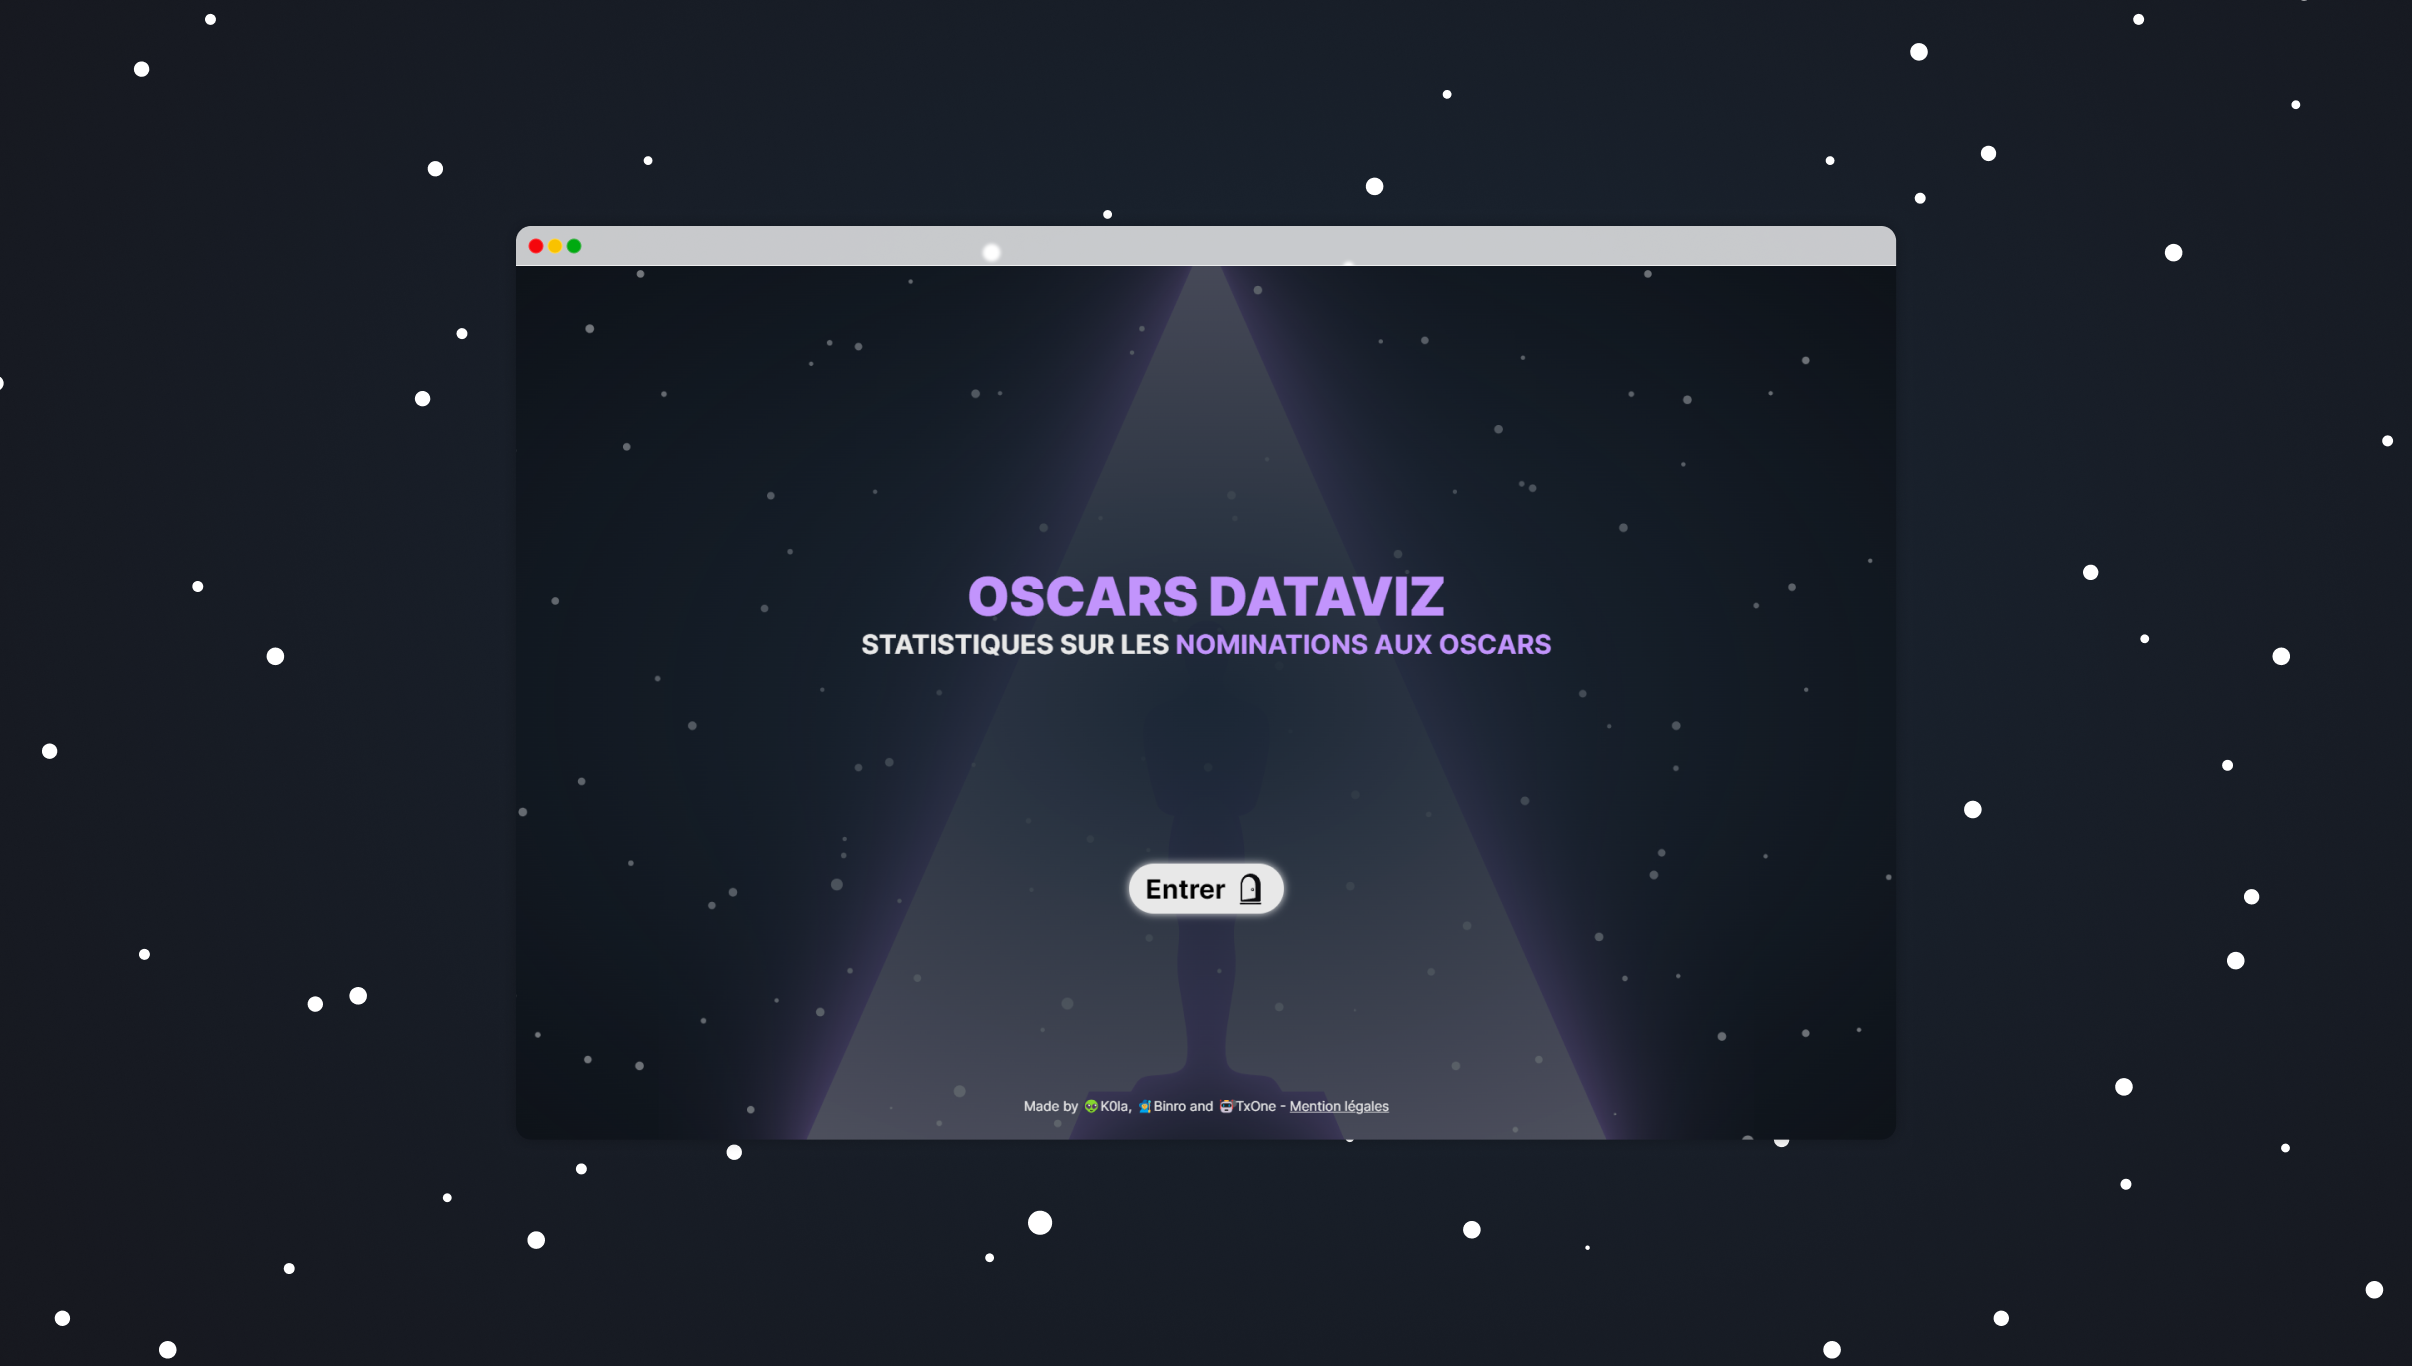 OSCARS DATAVIZ
STATISTIQUES SUR LES NOMINATIONS AUX OSCARS
Entrer
Made by 👽K0la, 🧏‍♂️Binro and 🤖TxOne - Mention légales